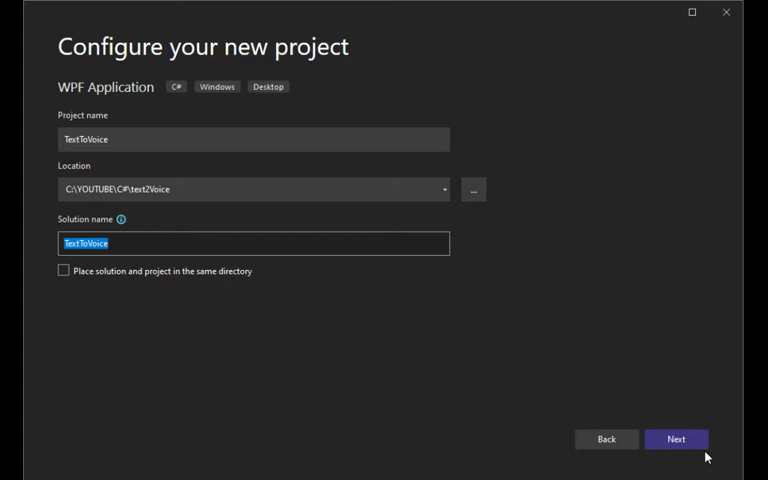 Configure your new project
WPF Application C# Windows Desktop
Project name
TextToVoice
Location
C:\YOUTUBE\C#\text2Voice ...
Solution name
TextToVoice
Place solution and project in the same directory
Back Next